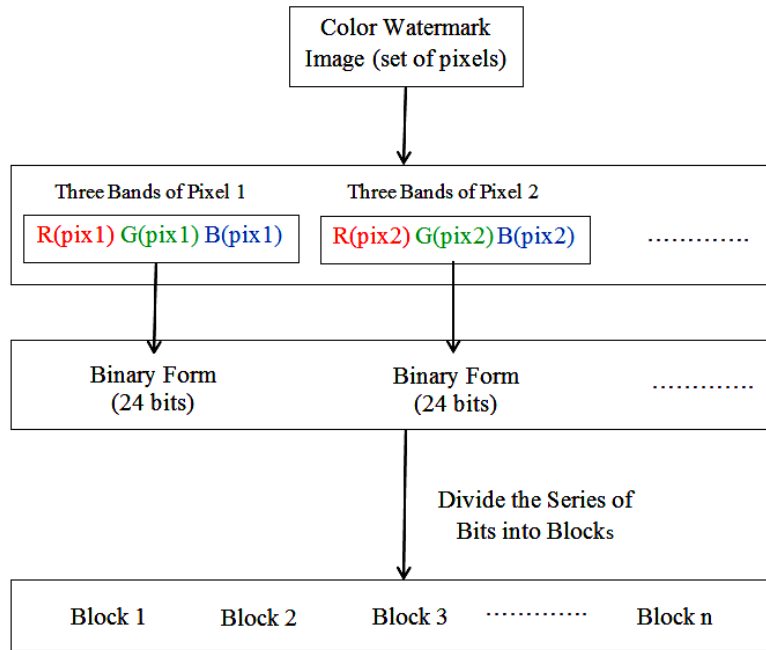 Color Watermark
Image (set of pixels)
Three Bands of Pixel 1
Three Bands of Pixel 2
R(pix1) G(pix1) B(pix1)
R(pix2) G(pix2) B(pix2)
.............
Binary Form
(24 bits)
Binary Form
(24 bits)
.............
Divide the Series of
Bits into Blocks
Block 1 Block 2 Block 3 ............. Block n